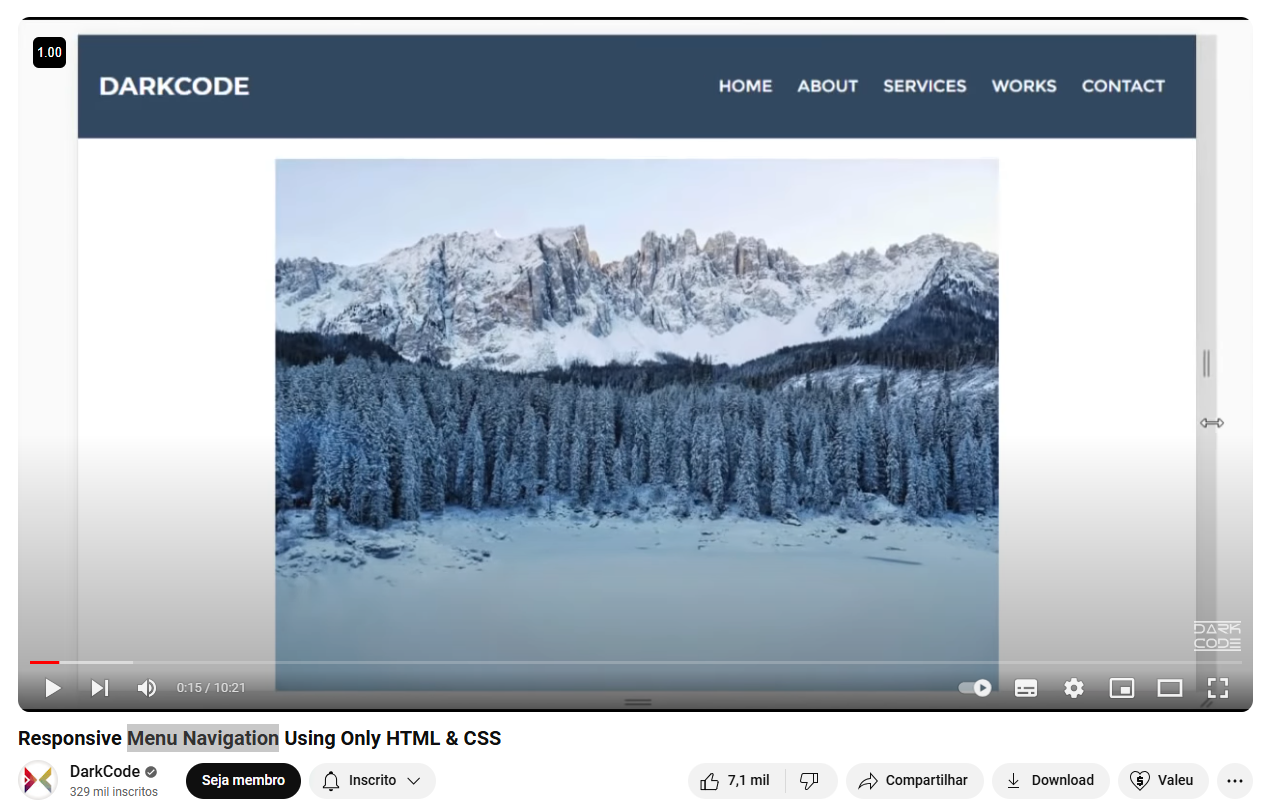 1.00
DARKCODE HOME ABOUT SERVICES WORKS CONTACT
DARK
CODE
0:15 / 10:21
Responsive Menu Navigation Using Only HTML & CSS
DarkCode
329 mil inscritos
Seja membro
Inscrito
7,1 mil
Compartilhar
Download
Valeu